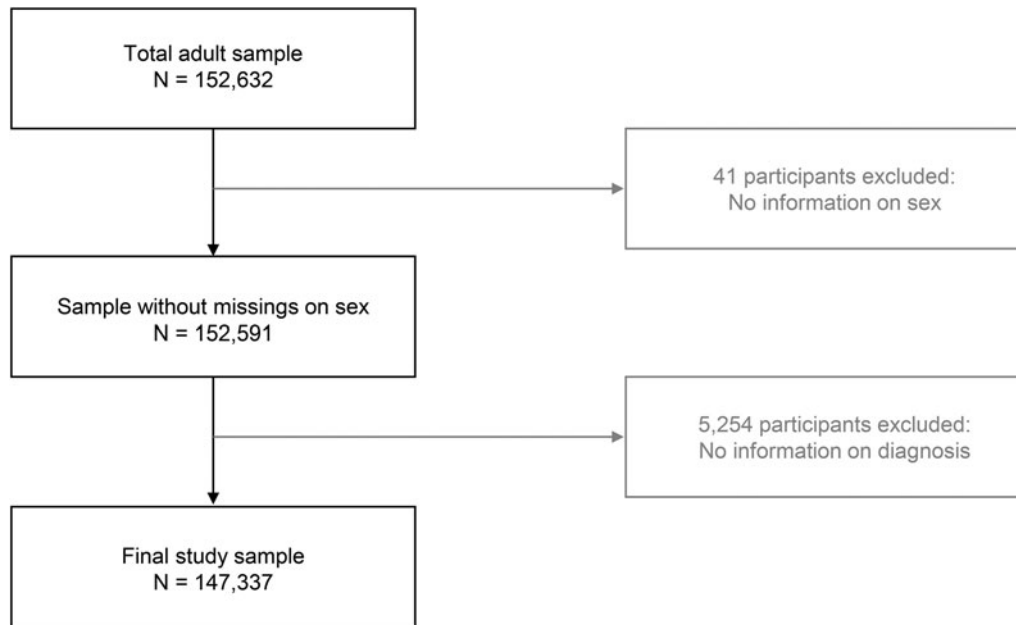 Total adult sample
N = 152,632
41 participants excluded:
No information on sex
Sample without missings on sex
N = 152,591
5,254 participants excluded:
No information on diagnosis
Final study sample
N = 147,337